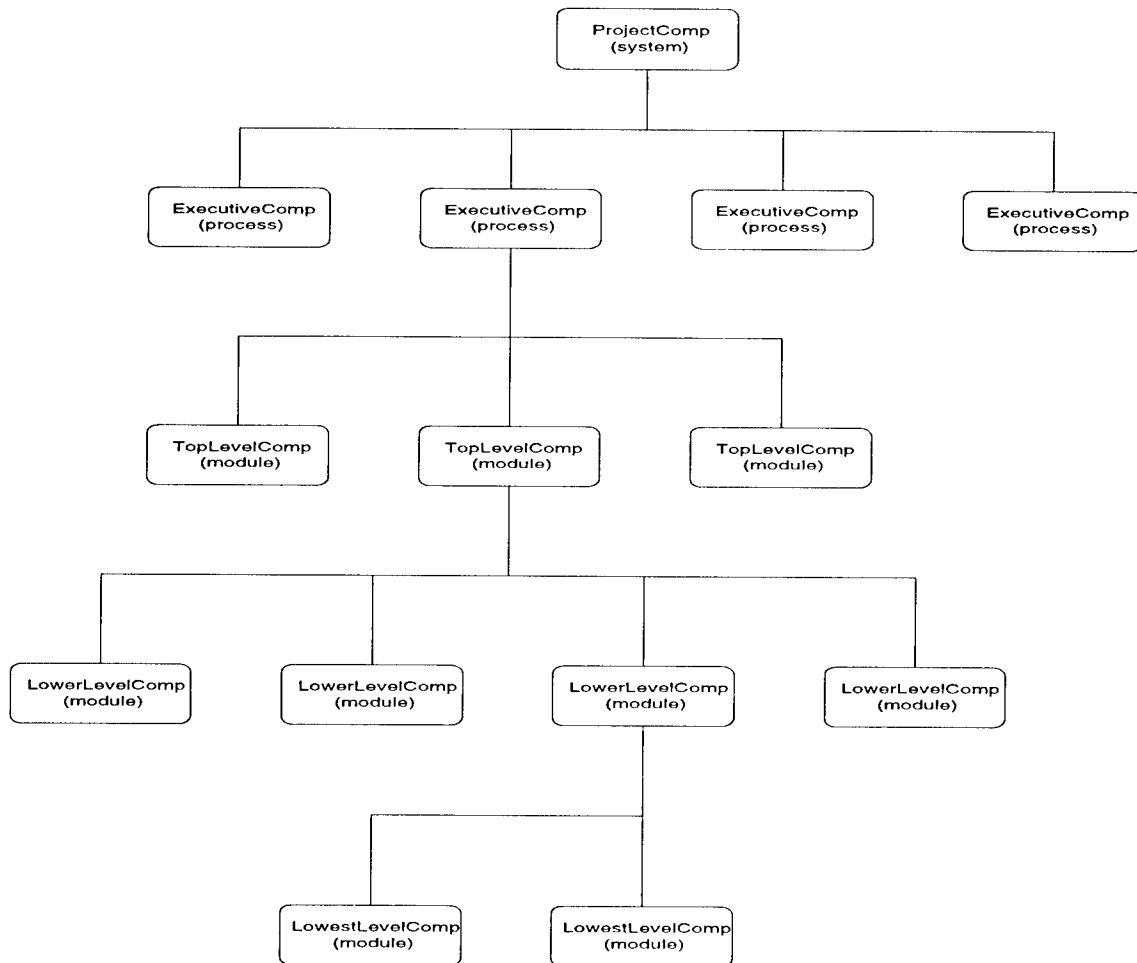 ProjectComp
(system)
ExecutiveComp
(process)
ExecutiveComp
(process)
ExecutiveComp
(process)
ExecutiveComp
(process)
TopLevelComp
(module)
TopLevelComp
(module)
TopLevelComp
(module)
LowerLevelComp
(module)
LowerLevelComp
(module)
LowerLevelComp
(module)
LowerLevelComp
(module)
LowestLevelComp
(module)
LowestLevelComp
(module)